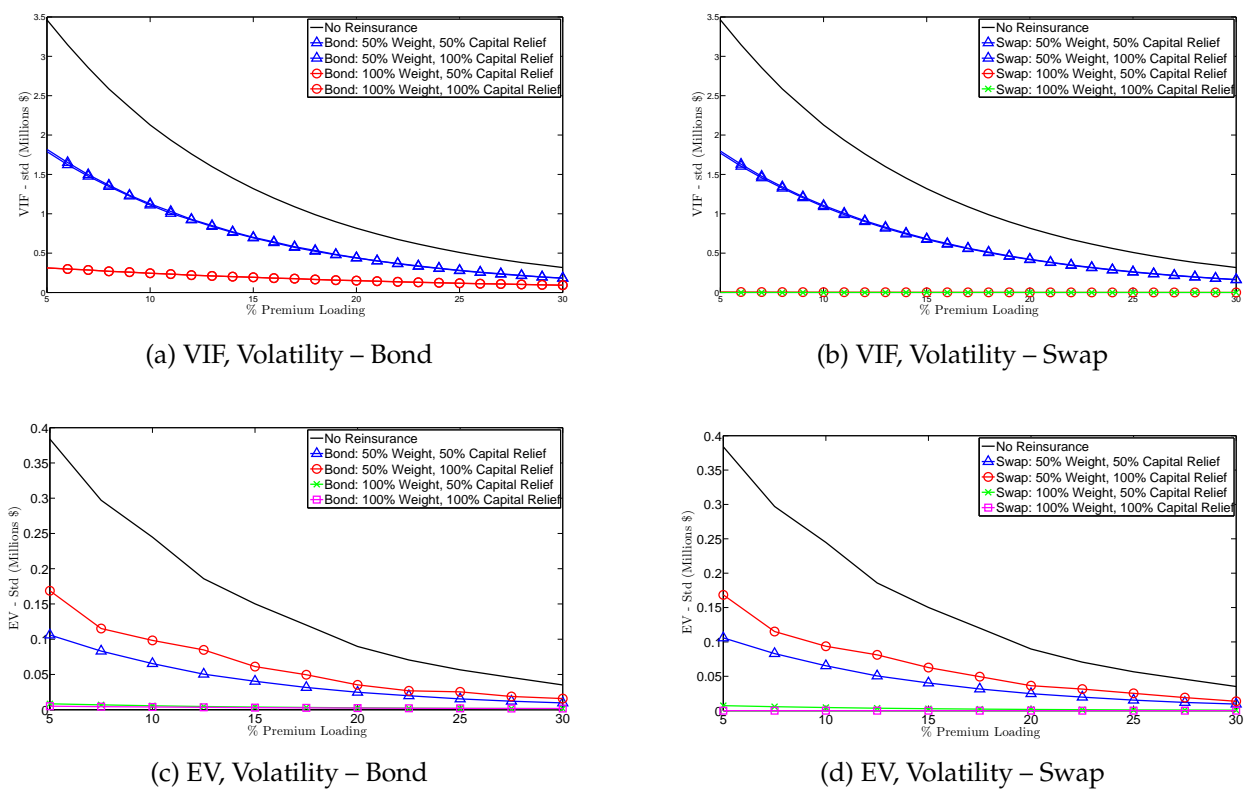 3.5
3
2.5
2
1.5
1
0.5
0
5
10
15
20
25
30
VIF - std (Millions $)
% Premium Loading
No Reinsurance
Bond: 50% Weight, 50% Capital Relief
Bond: 50% Weight, 100% Capital Relief
Bond: 100% Weight, 50% Capital Relief
Bond: 100% Weight, 100% Capital Relief
(a) VIF, Volatility – Bond
3.5
3
2.5
2
1.5
1
0.5
0
5
10
15
20
25
30
VIF - std (Millions $)
% Premium Loading
No Reinsurance
Swap: 50% Weight, 50% Capital Relief
Swap: 50% Weight, 100% Capital Relief
Swap: 100% Weight, 50% Capital Relief
Swap: 100% Weight, 100% Capital Relief
(b) VIF, Volatility – Swap
0.4
0.35
0.3
0.25
0.2
0.15
0.1
0.05
0
5
10
15
20
25
30
EV - Std (Millions $)
% Premium Loading
No Reinsurance
Bond: 50% Weight, 50% Capital Relief
Bond: 50% Weight, 100% Capital Relief
Bond: 100% Weight, 50% Capital Relief
Bond: 100% Weight, 100% Capital Relief
(c) EV, Volatility – Bond
0.4
0.35
0.3
0.25
0.2
0.15
0.1
0.05
0
5
10
15
20
25
30
EV - Std (Millions $)
% Premium Loading
No Reinsurance
Swap: 50% Weight, 50% Capital Relief
Swap: 50% Weight, 100% Capital Relief
Swap: 100% Weight, 50% Capital Relief
Swap: 100% Weight, 100% Capital Relief
(d) EV, Volatility – Swap